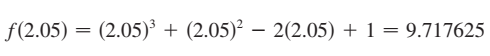 f(2.05) = (2.05)³ + (2.05)² − 2(2.05) + 1 = 9.717625